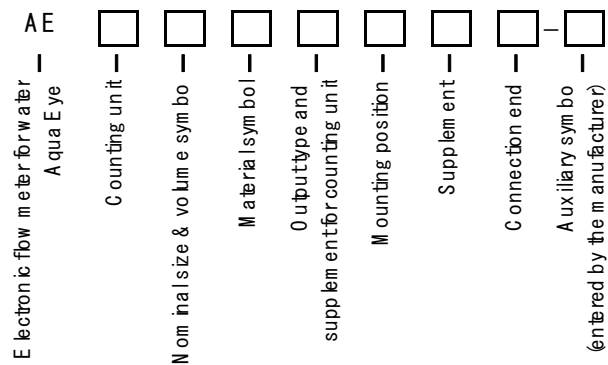 AE
–
Electronic flow meter for water
Aqua Eye
Counting unit
Nominal size & volume symbo
Material symbol
Output type and
supplement for counting unit
Mounting position
Supplement
Connection end
Auxiliary symbo
(entered by the manufacturer)